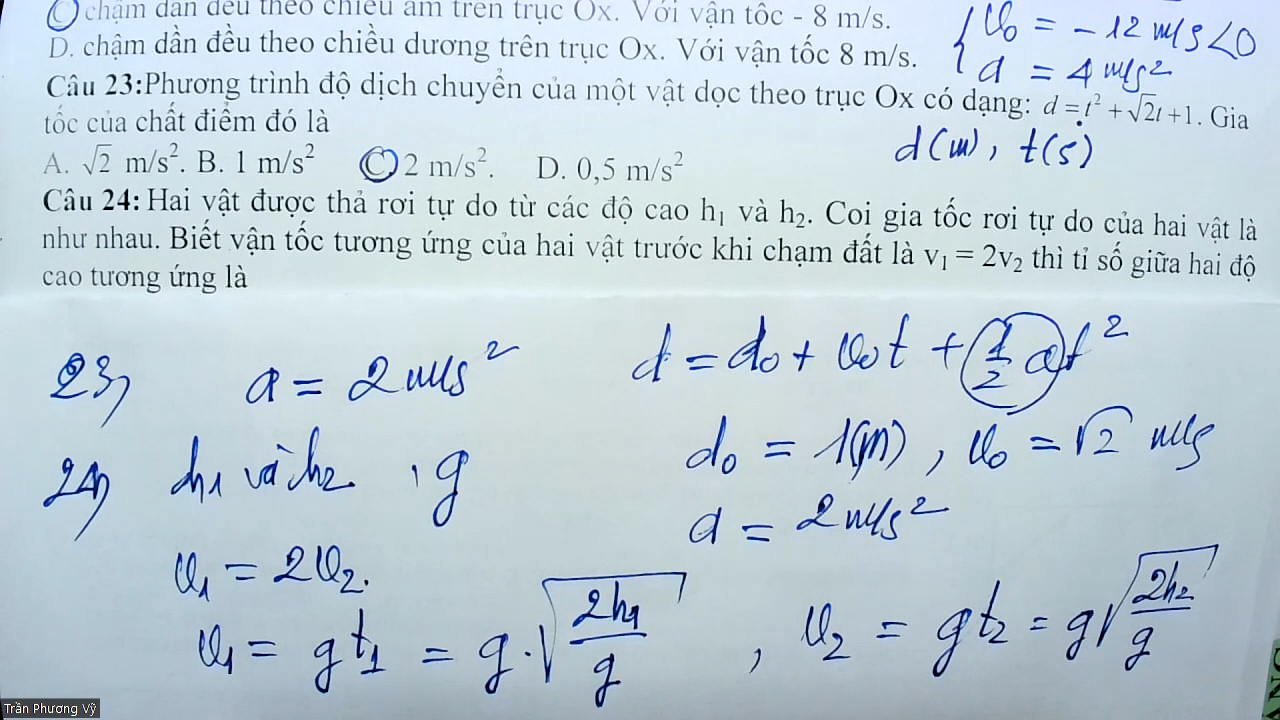 C chậm dần đều theo chiều âm trên trục Ox. Với vận tốc - 8 m/s.
D. chậm dần đều theo chiều dương trên trục Ox. Với vận tốc 8 m/s.
{ v₀ = - 12 m/s < 0
a = 4 m/s²
Câu 23:Phương trình độ dịch chuyển của một vật dọc theo trục Ox có dạng: d = t² + √2t +1. Gia
tốc của chất điểm đó là
d(m), t(s)
A. √2 m/s². B. 1 m/s² C 2 m/s². D. 0,5 m/s²
Câu 24: Hai vật được thả rơi tự do từ các độ cao h₁ và h₂. Coi gia tốc rơi tự do của hai vật là
như nhau. Biết vận tốc tương ứng của hai vật trước khi chạm đất là v₁ = 2v₂ thì tỉ số giữa hai độ
cao tương ứng là
23, a = 2 m/s²
d = d₀ + v₀t + 1/2 at²
d₀ = 1(m), v₀ = √2 m/s
a = 2 m/s²
24, h₁ và h₂, g
v₁ = 2v₂.
v₁ = gt₁ = g.√(2h₁/g), v₂ = gt₂ = g√(2h₂/g)
Trần Phương Vỹ